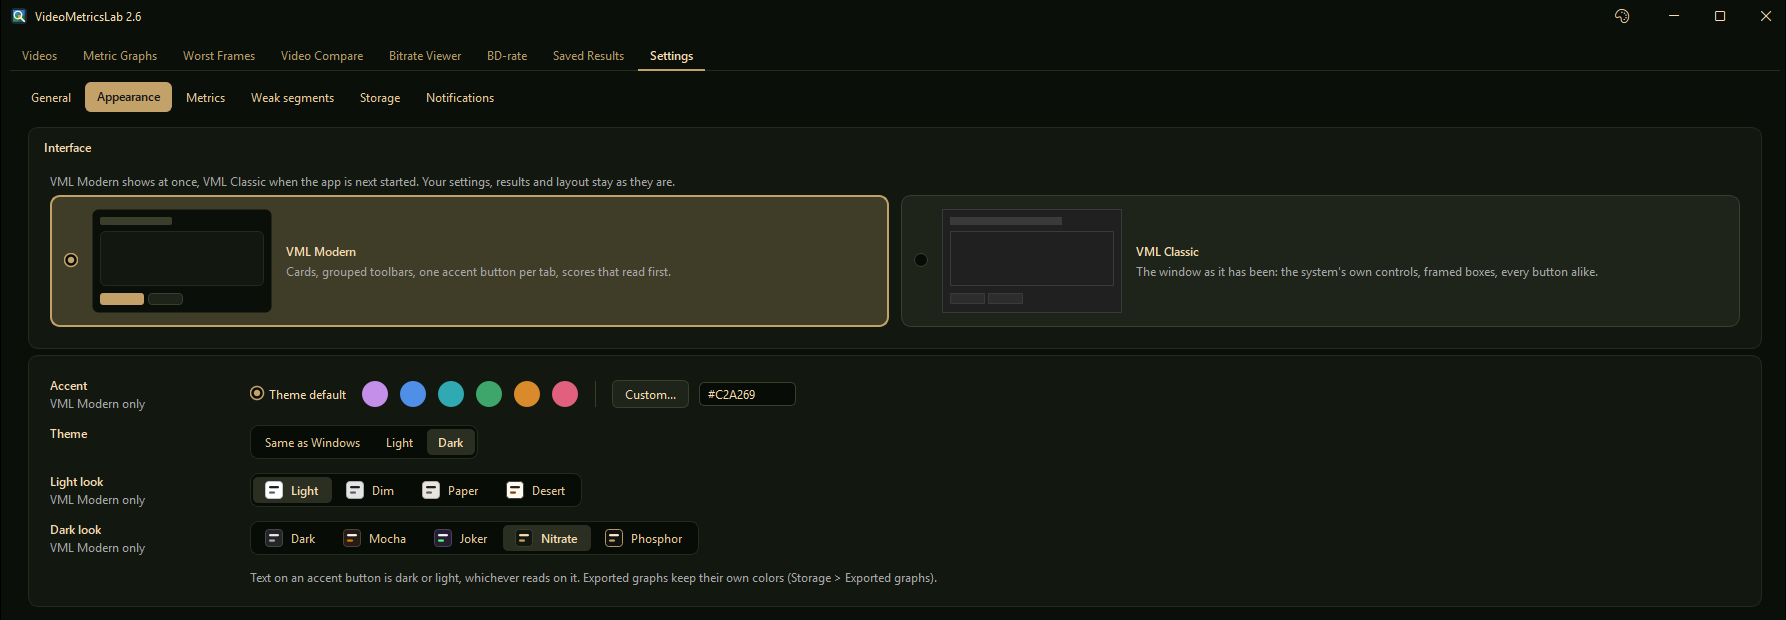 VideoMetricsLab 2.6
Videos Metric Graphs Worst Frames Video Compare Bitrate Viewer BD-rate Saved Results Settings
General Appearance Metrics Weak segments Storage Notifications
Interface
VML Modern shows at once, VML Classic when the app is next started. Your settings, results and layout stay as they are.
VML Modern
Cards, grouped toolbars, one accent button per tab, scores that read first.
VML Classic
The window as it has been: the system's own controls, framed boxes, every button alike.
Accent
VML Modern only
Theme default Custom... #C2A269
Theme
Same as Windows Light Dark
Light look
VML Modern only
Light Dim Paper Desert
Dark look
VML Modern only
Dark Mocha Joker Nitrate Phosphor
Text on an accent button is dark or light, whichever reads on it. Exported graphs keep their own colors (Storage > Exported graphs).